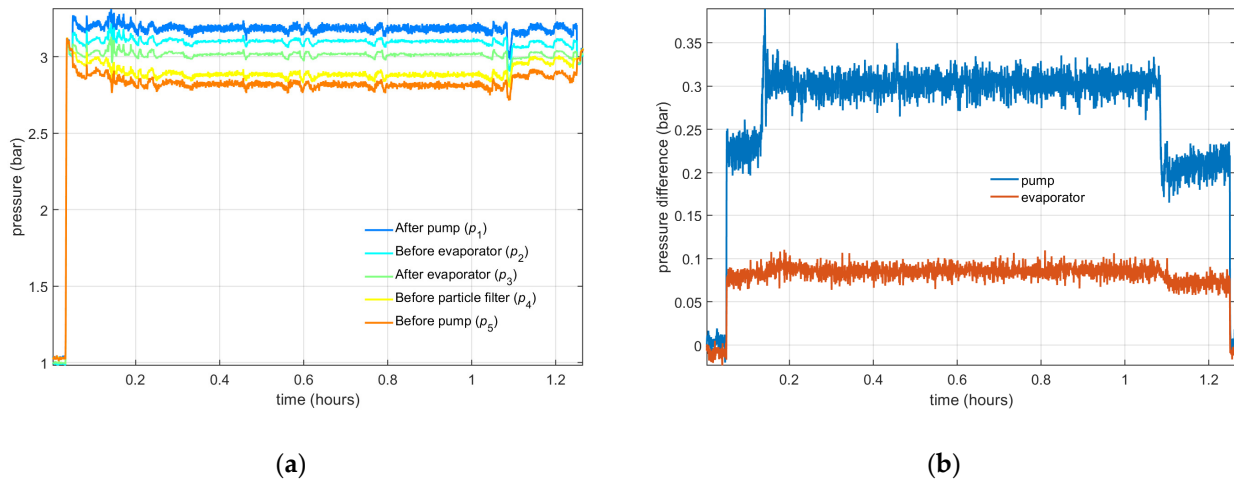 3
2.5
2
1.5
1
pressure (bar)
After pump (p1)
Before evaporator (p2)
After evaporator (p3)
Before particle filter (p4)
Before pump (p5)
0.2 0.4 0.6 0.8 1 1.2
time (hours)
(a)
0.35
0.3
0.25
0.2
0.15
0.1
0.05
0
pressure difference (bar)
pump
evaporator
0.2 0.4 0.6 0.8 1 1.2
time (hours)
(b)